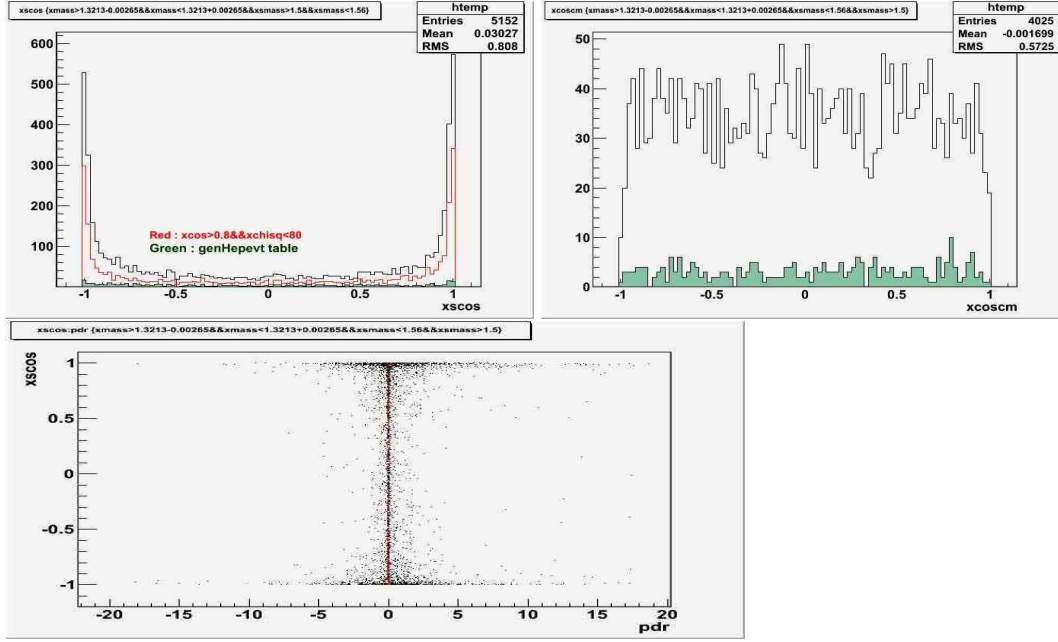 xscos {xmass>1.3213-0.00265&&xmass<1.3213+0.00265&&xsmass>1.5&&xsmass<1.56}
htemp
Entries 5152
Mean 0.03027
RMS 0.808
600
500
400
300
200
100
Red : xcos>0.8&&xchisq<80
Green : genHepevt table
-1 -0.5 0 0.5 1
xscos
xcoscm {xmass>1.3213-0.00265&&xmass<1.3213+0.00265&&xsmass<1.56&&xsmass>1.5}
htemp
Entries 4025
Mean -0.001699
RMS 0.5725
50
40
30
20
10
0
-1 -0.5 0 0.5 1
xcoscm
xscos:pdr {xmass>1.3213-0.00265&&xmass<1.3213+0.00265&&xsmass<1.56&&xsmass>1.5}
xscos
1
0.5
0
-0.5
-1
-20 -15 -10 -5 0 5 10 15 20
pdr